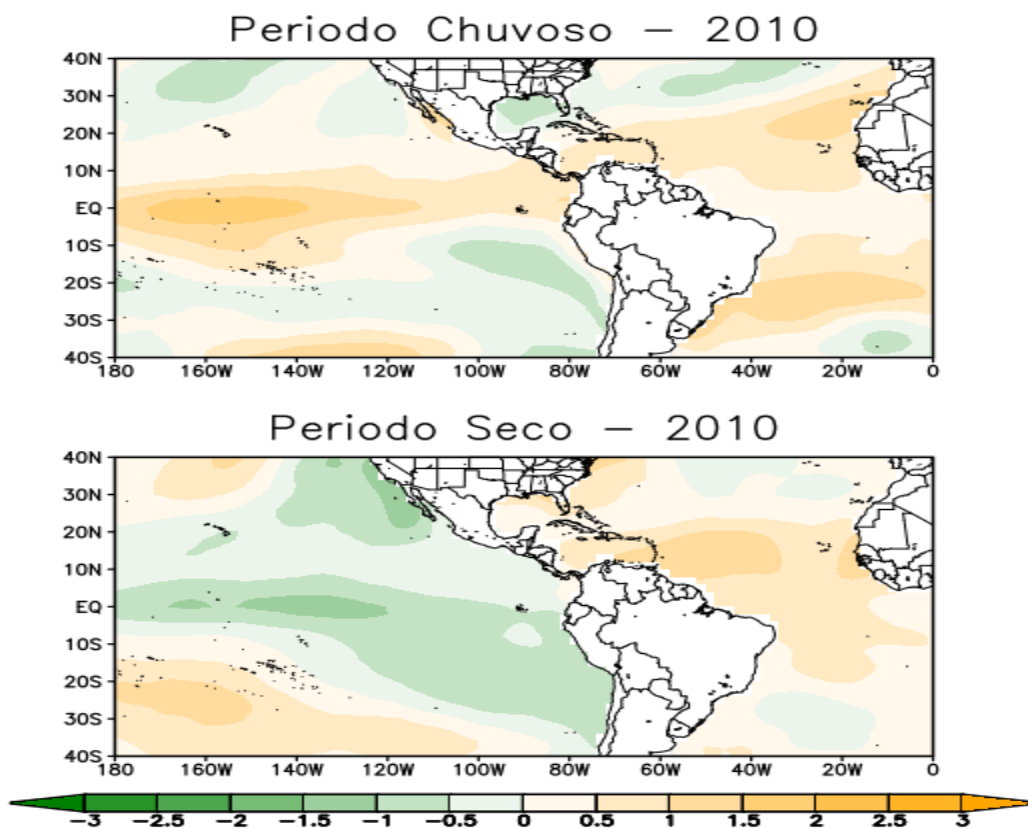 Periodo Chuvoso – 2010
40N
30N
20N
10N
EQ
10S
20S
30S
40S
180 160W 140W 120W 100W 80W 60W 40W 20W 0
Periodo Seco – 2010
40N
30N
20N
10N
EQ
10S
20S
30S
40S
180 160W 140W 120W 100W 80W 60W 40W 20W 0
-3 -2.5 -2 -1.5 -1 -0.5 0 0.5 1 1.5 2 2.5 3